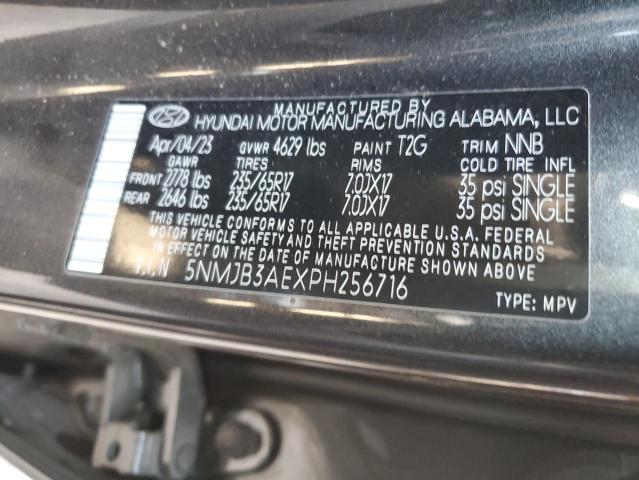 MANUFACTURED BY
HYUNDAI MOTOR MANUFACTURING ALABAMA, LLC
Apr/04/23 GVWR 4629 lbs PAINT T2G TRIM NNB
GAWR TIRES RIMS COLD TIRE INFL
FRONT 2778 lbs 235/65R17 7.0JX17 35 psi SINGLE
REAR 2646 lbs 235/65R17 7.0JX17 35 psi SINGLE
THIS VEHICLE CONFORMS TO ALL APPLICABLE U.S.A. FEDERAL
MOTOR VEHICLE SAFETY AND THEFT PREVENTION STANDARDS
IN EFFECT ON THE DATE OF MANUFACTURE SHOWN ABOVE
V.I.N 5NMJB3AEXPH256716
TYPE: MPV